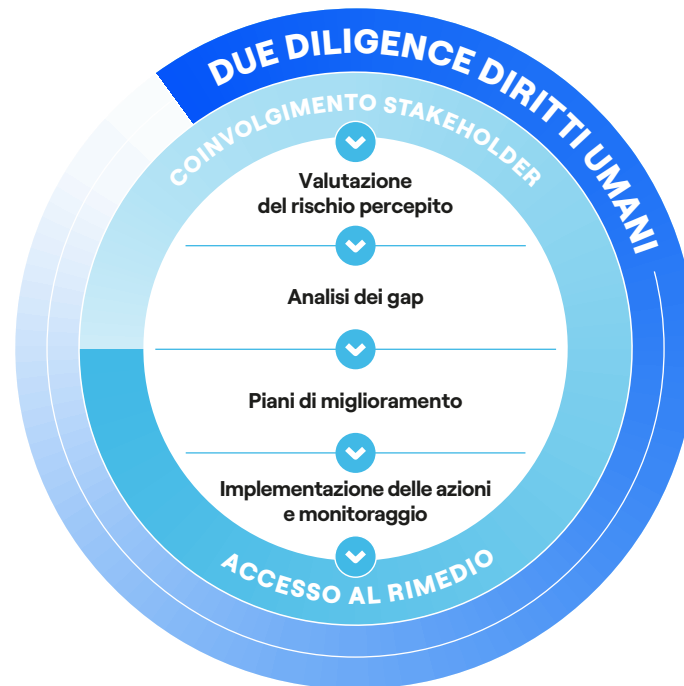 DUE DILIGENCE DIRITTI UMANI
COINVOLGIMENTO STAKEHOLDER
Valutazione
del rischio percepito
Analisi dei gap
Piani di miglioramento
Implementazione delle azioni
e monitoraggio
ACCESSO AL RIMEDIO